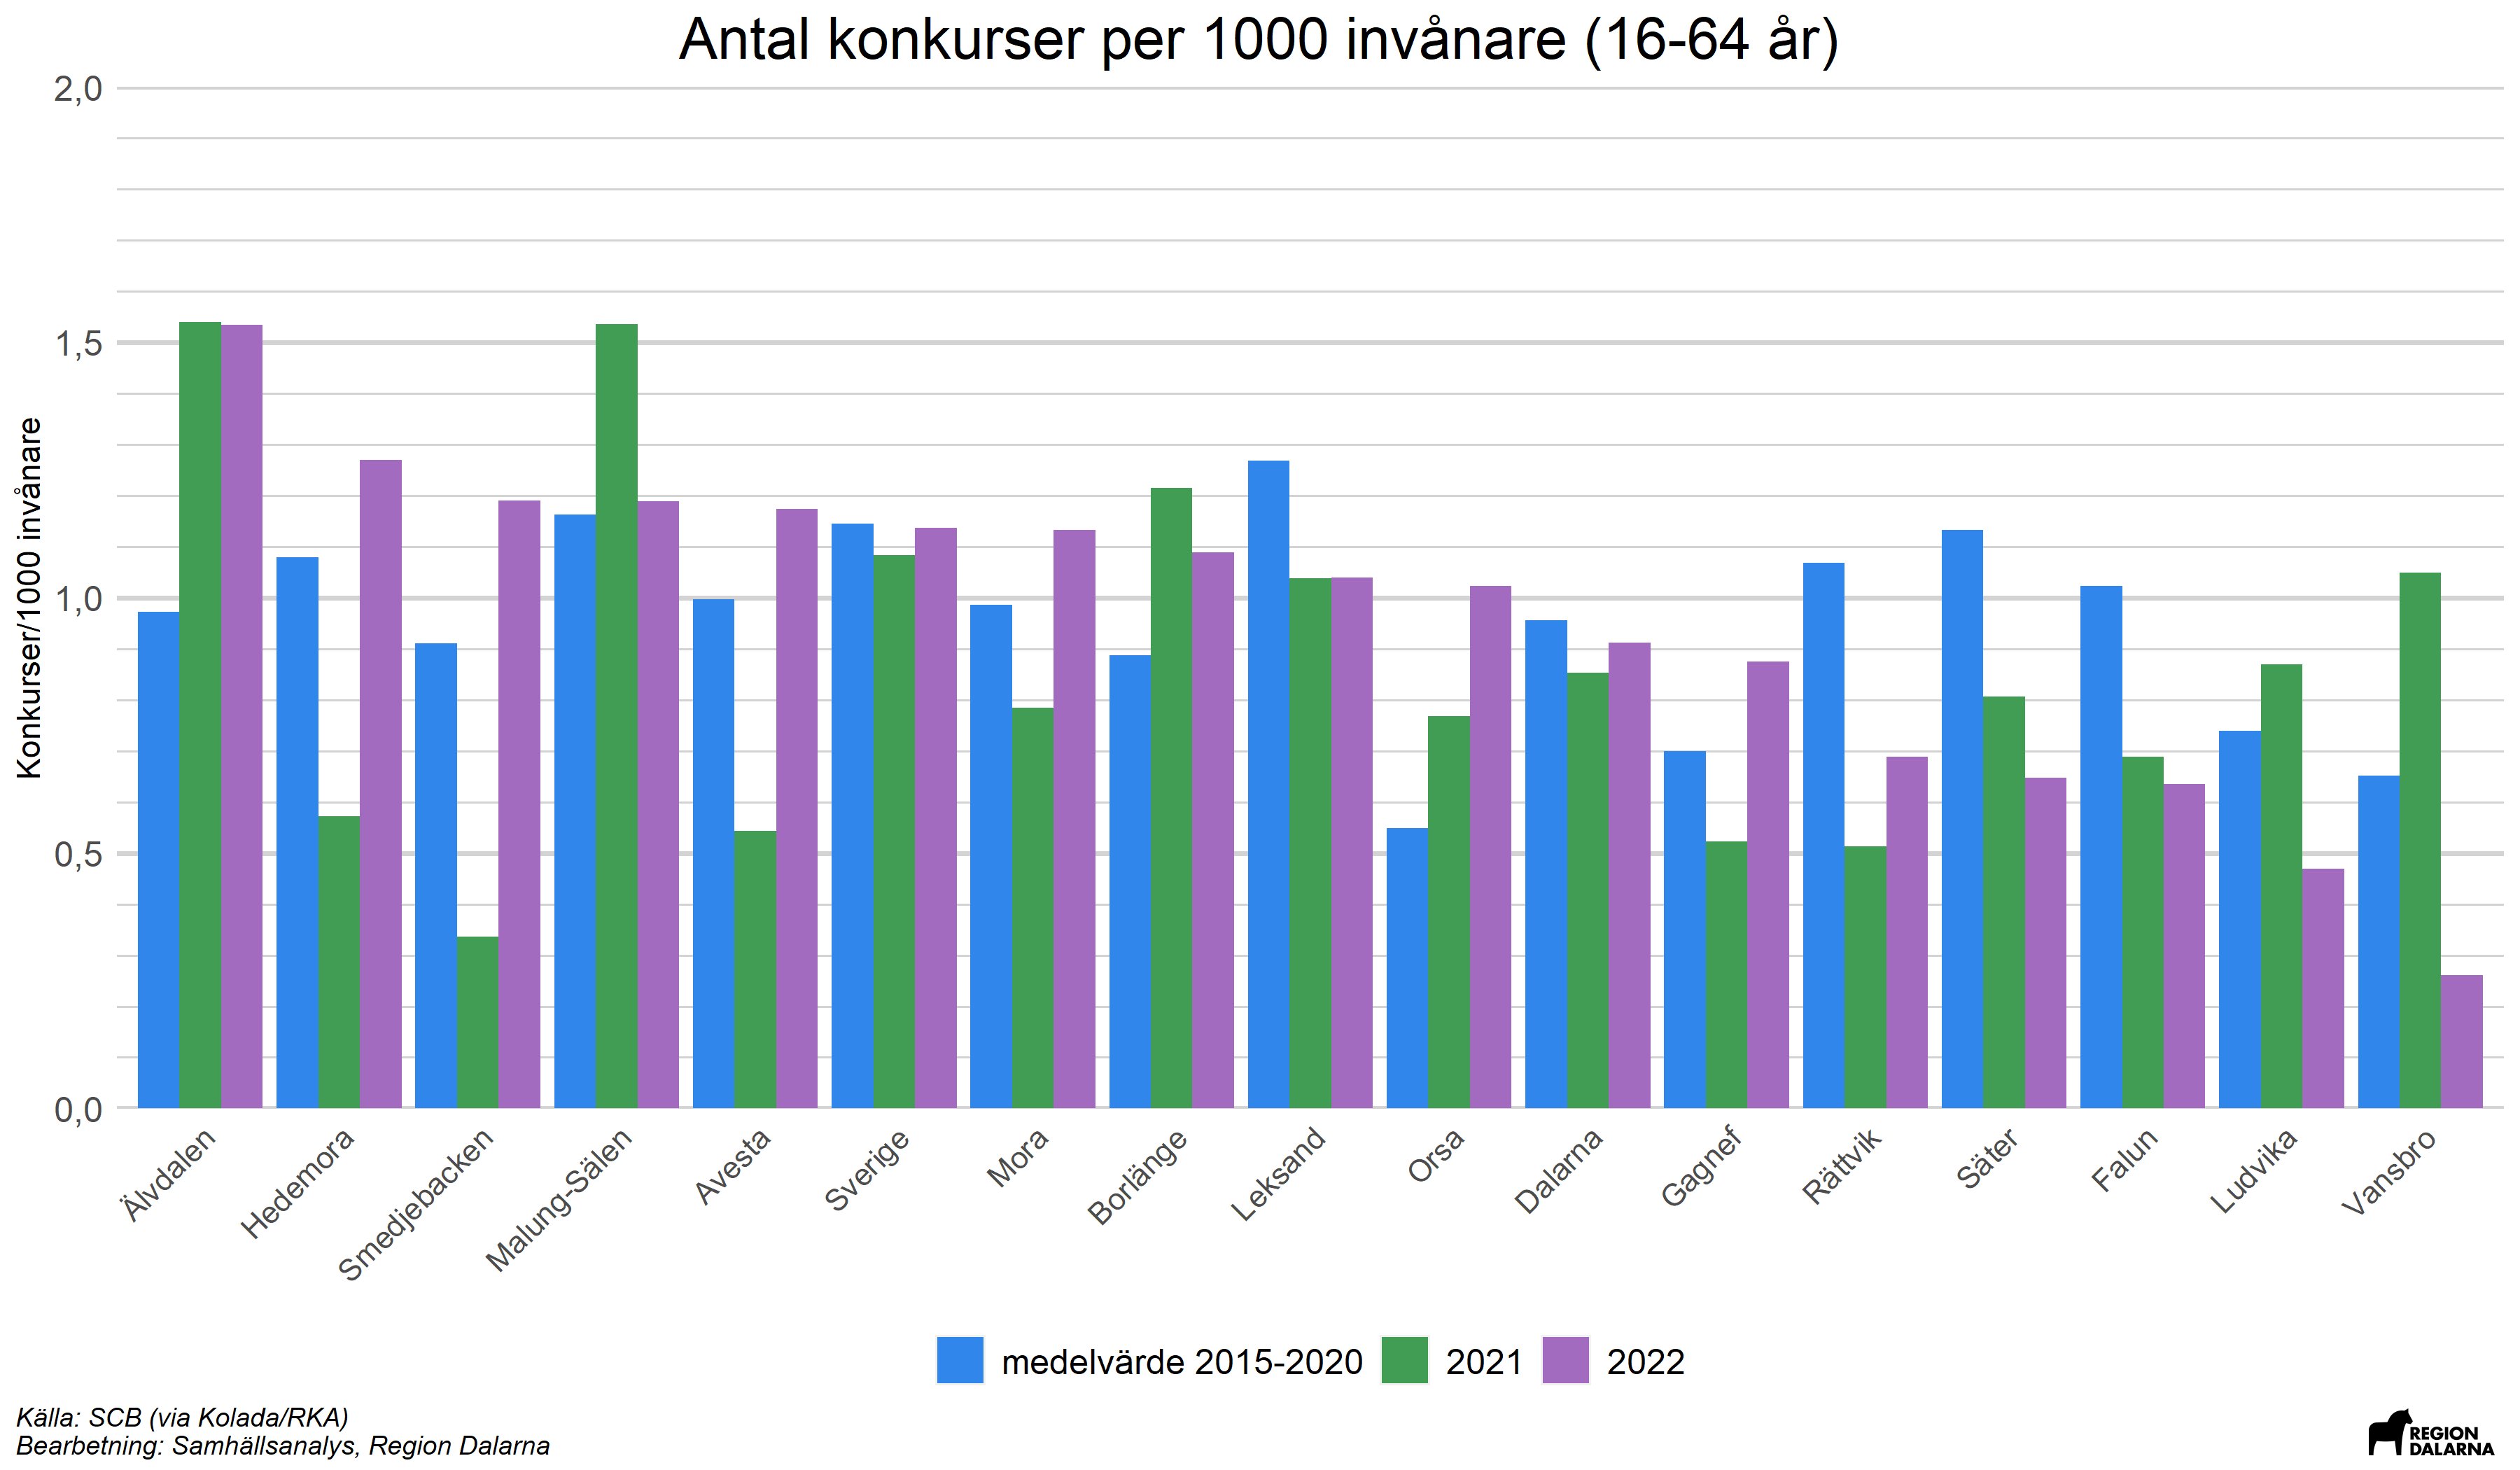 Antal konkurser per 1000 invånare (16-64 år)
Konkurser/1000 invånare
2,0
1,5
1,0
0,5
0,0
Älvdalen
Hedemora
Smedjebacken
Malung-Sälen
Avesta
Sverige
Mora
Borlänge
Leksand
Orsa
Dalarna
Gagnef
Rättvik
Säter
Falun
Ludvika
Vansbro
medelvärde 2015-2020
2021
2022
Källa: SCB (via Kolada/RKA)
Bearbetning: Samhällsanalys, Region Dalarna
REGION
DALARNA